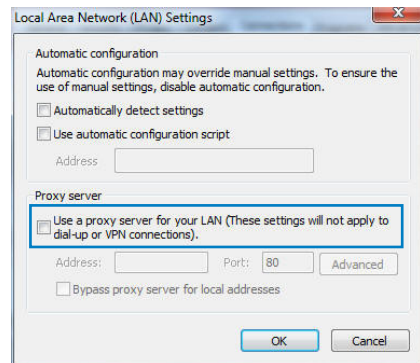 Local Area Network (LAN) Settings
Automatic configuration
Automatic configuration may override manual settings. To ensure the
use of manual settings, disable automatic configuration.
Automatically detect settings
Use automatic configuration script
Address
Proxy server
Use a proxy server for your LAN (These settings will not apply to
dial-up or VPN connections).
Address:
Port:
80
Advanced
Bypass proxy server for local addresses
OK
Cancel